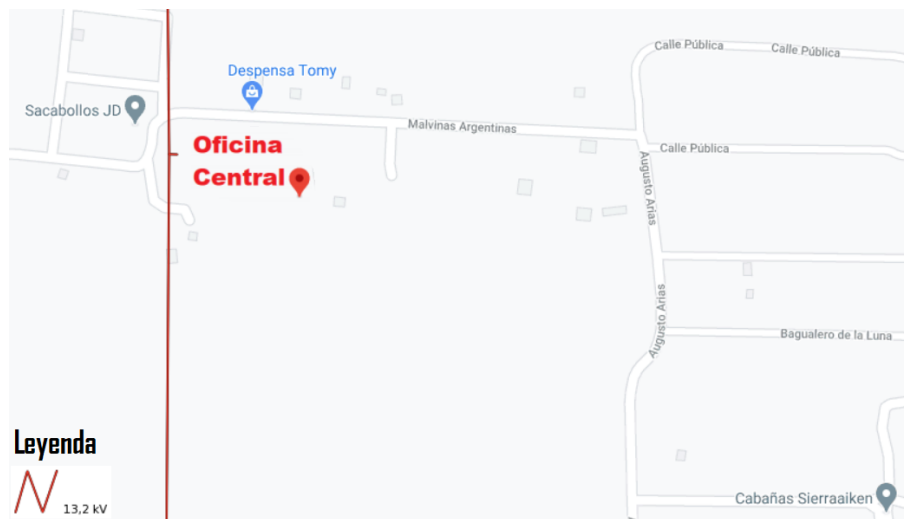 Calle Pública
Calle Pública
Despensa Tomy
Sacabollos JD
Malvinas Argentinas
Oficina
Central
Calle Pública
Augusto Arias
Augusto Arias
Bagualero de la Luna
Leyenda
13,2 kV
Cabañas Sierraaiken